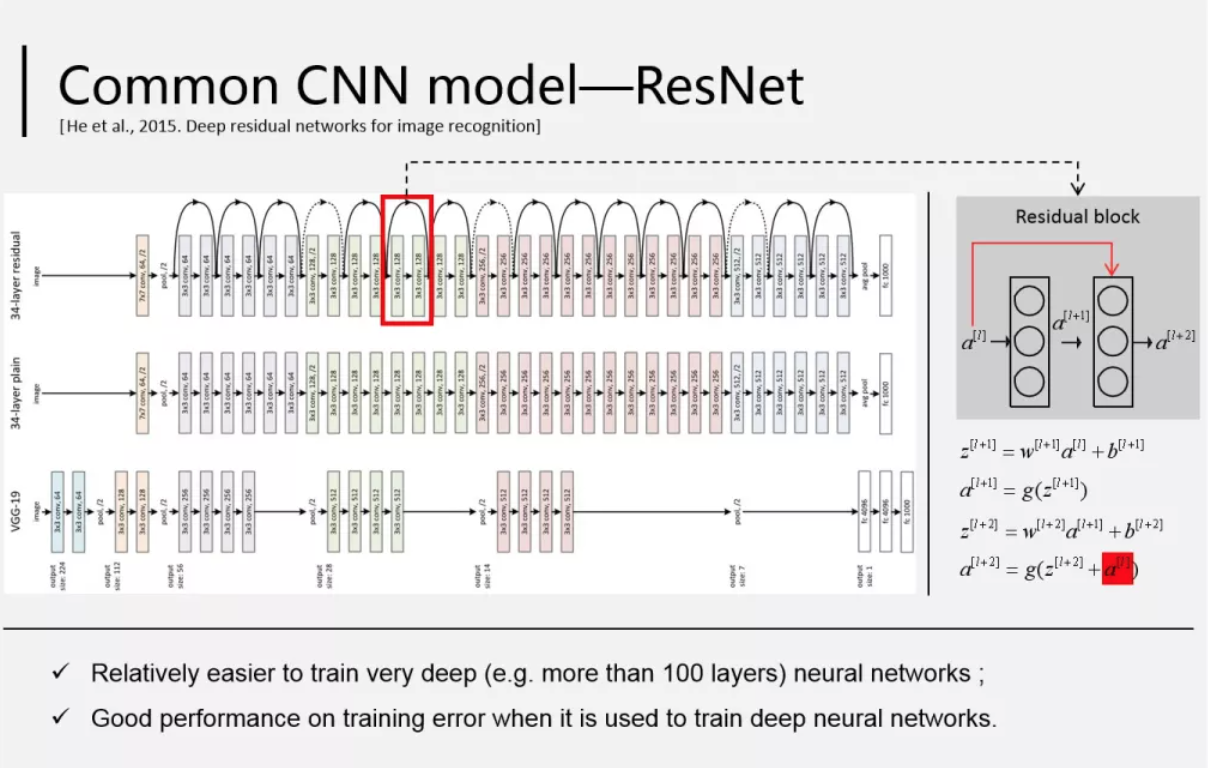 Common CNN model—ResNet
[He et al., 2015. Deep residual networks for image recognition]
34-layer residual
image
7x7 conv, 64, /2
pool, /2
3x3 conv, 64
3x3 conv, 64
3x3 conv, 64
3x3 conv, 64
3x3 conv, 64
3x3 conv, 64
3x3 conv, 128, /2
3x3 conv, 128
3x3 conv, 128
3x3 conv, 128
3x3 conv, 128
3x3 conv, 128
3x3 conv, 128
3x3 conv, 128
3x3 conv, 256, /2
3x3 conv, 256
3x3 conv, 256
3x3 conv, 256
3x3 conv, 256
3x3 conv, 256
3x3 conv, 256
3x3 conv, 256
3x3 conv, 256
3x3 conv, 256
3x3 conv, 256
3x3 conv, 256
3x3 conv, 512, /2
3x3 conv, 512
3x3 conv, 512
3x3 conv, 512
3x3 conv, 512
3x3 conv, 512
avg pool
fc 1000
34-layer plain
image
7x7 conv, 64, /2
pool, /2
3x3 conv, 64
3x3 conv, 64
3x3 conv, 64
3x3 conv, 64
3x3 conv, 64
3x3 conv, 64
3x3 conv, 128, /2
3x3 conv, 128
3x3 conv, 128
3x3 conv, 128
3x3 conv, 128
3x3 conv, 128
3x3 conv, 128
3x3 conv, 128
3x3 conv, 256, /2
3x3 conv, 256
3x3 conv, 256
3x3 conv, 256
3x3 conv, 256
3x3 conv, 256
3x3 conv, 256
3x3 conv, 256
3x3 conv, 256
3x3 conv, 256
3x3 conv, 256
3x3 conv, 256
3x3 conv, 512, /2
3x3 conv, 512
3x3 conv, 512
3x3 conv, 512
3x3 conv, 512
3x3 conv, 512
avg pool
fc 1000
VGG-19
image
3x3 conv, 64
3x3 conv, 64
pool, /2
3x3 conv, 128
3x3 conv, 128
pool, /2
3x3 conv, 256
3x3 conv, 256
3x3 conv, 256
3x3 conv, 256
pool, /2
3x3 conv, 512
3x3 conv, 512
3x3 conv, 512
3x3 conv, 512
pool, /2
3x3 conv, 512
3x3 conv, 512
3x3 conv, 512
3x3 conv, 512
pool, /2
fc 4096
fc 4096
fc 1000
output
size: 224
output
size: 112
output
size: 56
output
size: 28
output
size: 14
output
size: 7
output
size: 1
Residual block
a^[l]
a^[l+1]
a^[l+2]
z^[l+1] = w^[l+1]a^[l] + b^[l+1]
a^[l+1] = g(z^[l+1])
z^[l+2] = w^[l+2]a^[l+1] + b^[l+2]
a^[l+2] = g(z^[l+2] + a^[l])
✓ Relatively easier to train very deep (e.g. more than 100 layers) neural networks ;
✓ Good performance on training error when it is used to train deep neural networks.